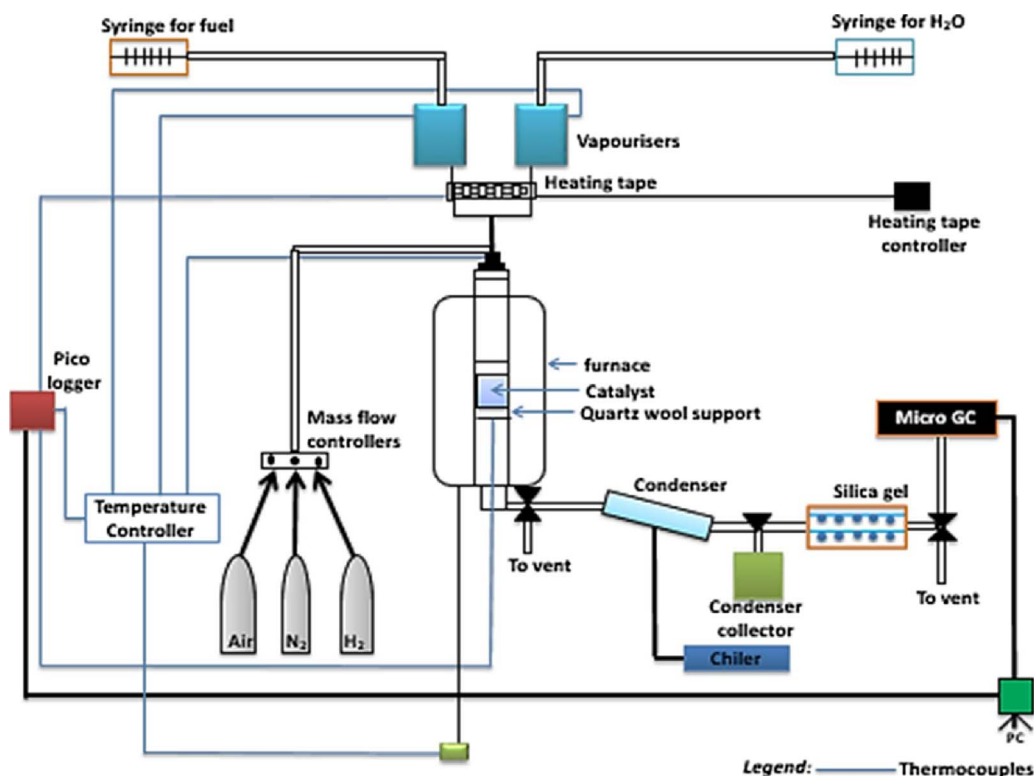 Syringe for fuel
Syringe for H₂O
Vapourisers
Heating tape
Heating tape
controller
Pico
logger
furnace
Catalyst
Quartz wool support
Mass flow
controllers
Micro GC
Condenser
Silica gel
Temperature
Controller
To vent
To vent
Condenser
collector
Air
N₂
H₂
Chiler
PC
Legend: Thermocouples